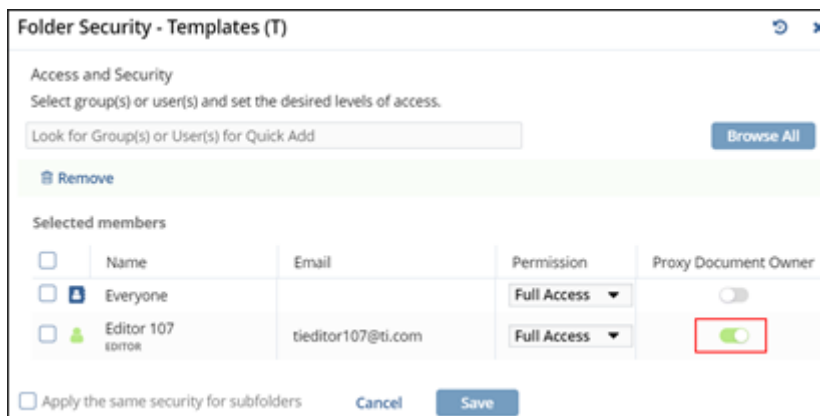 Folder Security - Templates (T)
Access and Security
Select group(s) or user(s) and set the desired levels of access.
Look for Group(s) or User(s) for Quick Add
Browse All
Remove
Selected members
Name Email Permission Proxy Document Owner
Everyone Full Access
Editor 107 tieditor107@ti.com Full Access
EDITOR
Apply the same security for subfolders Cancel Save